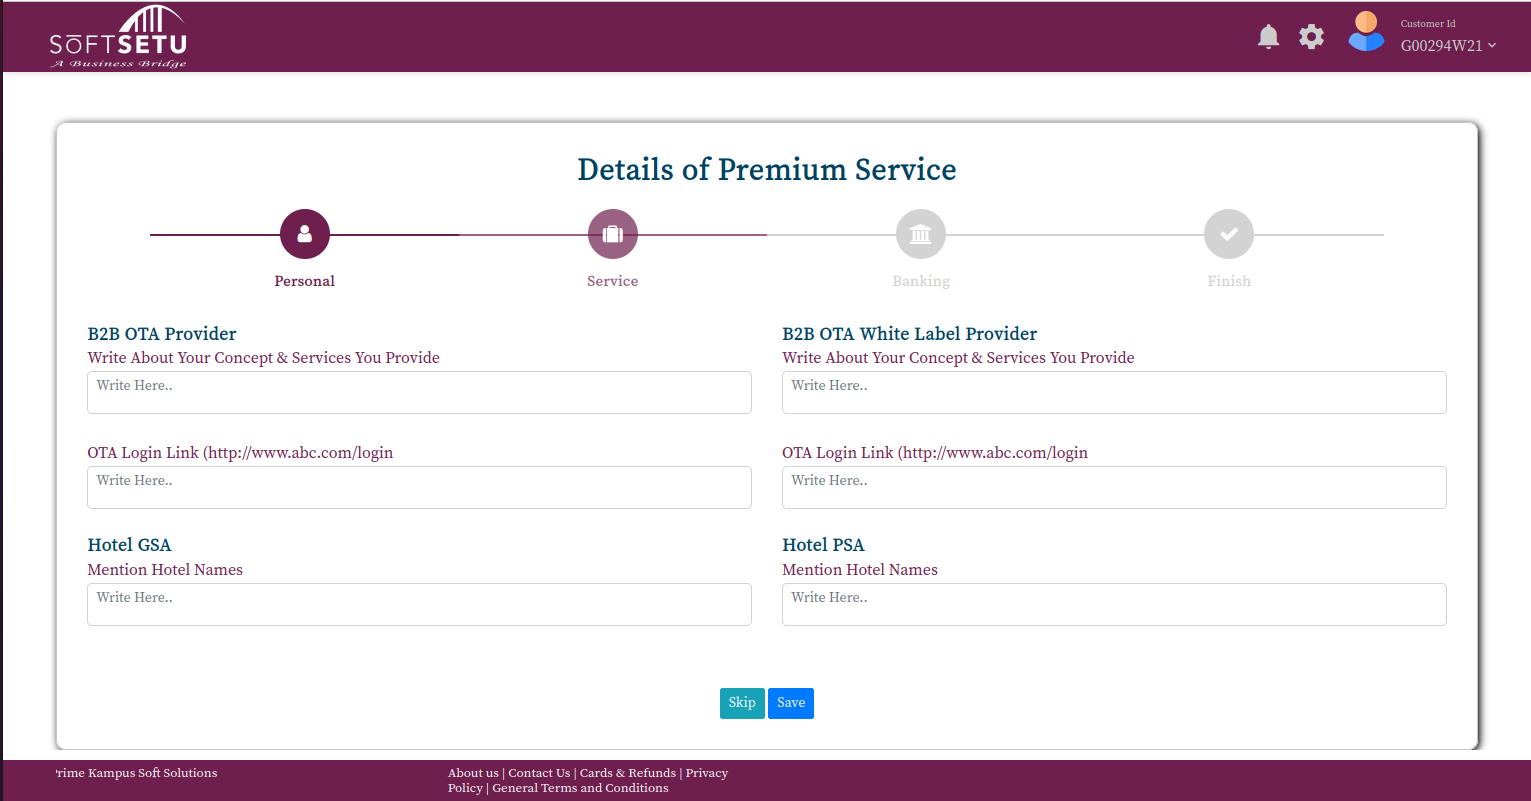 SŌFTSETU
A Business Bridge
Customer Id
G00294W21
Details of Premium Service
Personal
Service
Banking
Finish
B2B OTA Provider
Write About Your Concept & Services You Provide
Write Here..
OTA Login Link (http://www.abc.com/login
Write Here..
Hotel GSA
Mention Hotel Names
Write Here..
B2B OTA White Label Provider
Write About Your Concept & Services You Provide
Write Here..
OTA Login Link (http://www.abc.com/login
Write Here..
Hotel PSA
Mention Hotel Names
Write Here..
Skip
Save
'rime Kampus Soft Solutions
About us | Contact Us | Cards & Refunds | Privacy
Policy | General Terms and Conditions